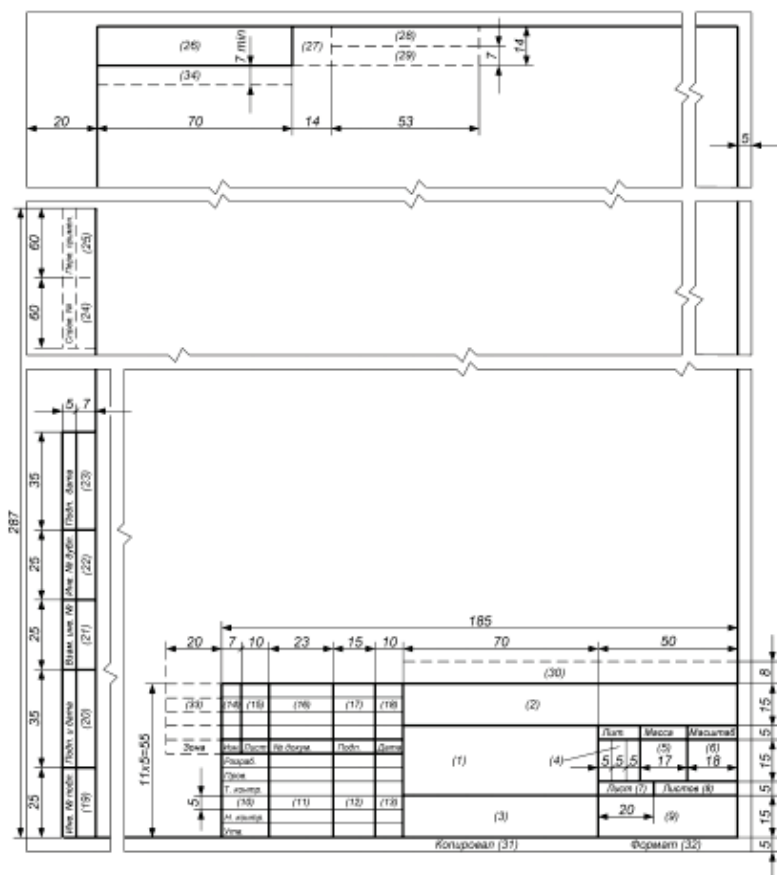 (26) (27) (28)
(29)
7 min
7
14
(34)
20 70 14 53
5
60 Перв. примен. (25)
60 Справ. № (24)
5 7
287
35 Подп. дата (23)
25 Инв. № дубл. (22)
25 Взам. инв. № (21)
35 Подп. и дата (20)
25 Инв. № подл. (19)
185
20 7 10 23 15 10 70 50
(30) 8
(33) (14) (15) (16) (17) (18) (2) 15
Зона Изм. Лист № докум. Подп. Дата
Лит. Масса Масштаб 5
Разраб.
Пров.
Т. контр.
(1) (4) (5) (6)
5 5 5 17 18 15
11х5=55
Лист (7) Листов (8) 5
5 (10) (11) (12) (13)
Н. контр.
Утв.
(3) 20 (9) 15
Копировал (31) Формат (32) 5